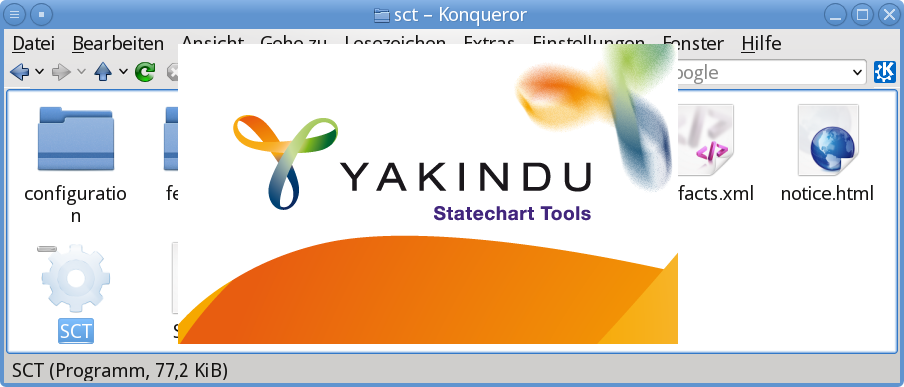 sct – Konqueror
Datei Bearbeiten Ansicht Gehe zu Lesezeichen Extras Einstellungen Fenster Hilfe
oogle
YAKINDU
Statechart Tools
configuratio
n
fe
facts.xml
notice.html
SCT
S
SCT (Programm, 77,2 KiB)